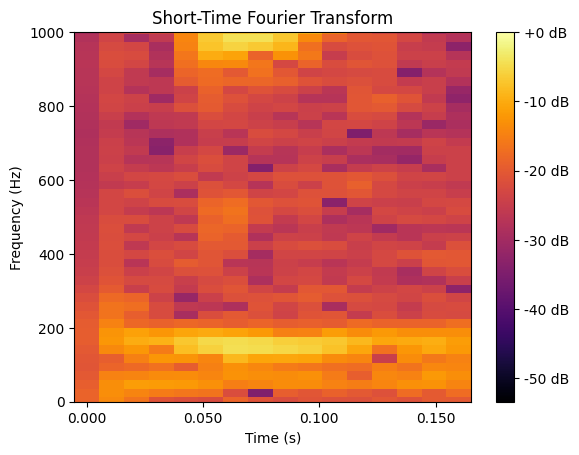 Short-Time Fourier Transform
1000
800
600
400
200
0
Frequency (Hz)
0.000
0.050
0.100
0.150
Time (s)
+0 dB
-10 dB
-20 dB
-30 dB
-40 dB
-50 dB